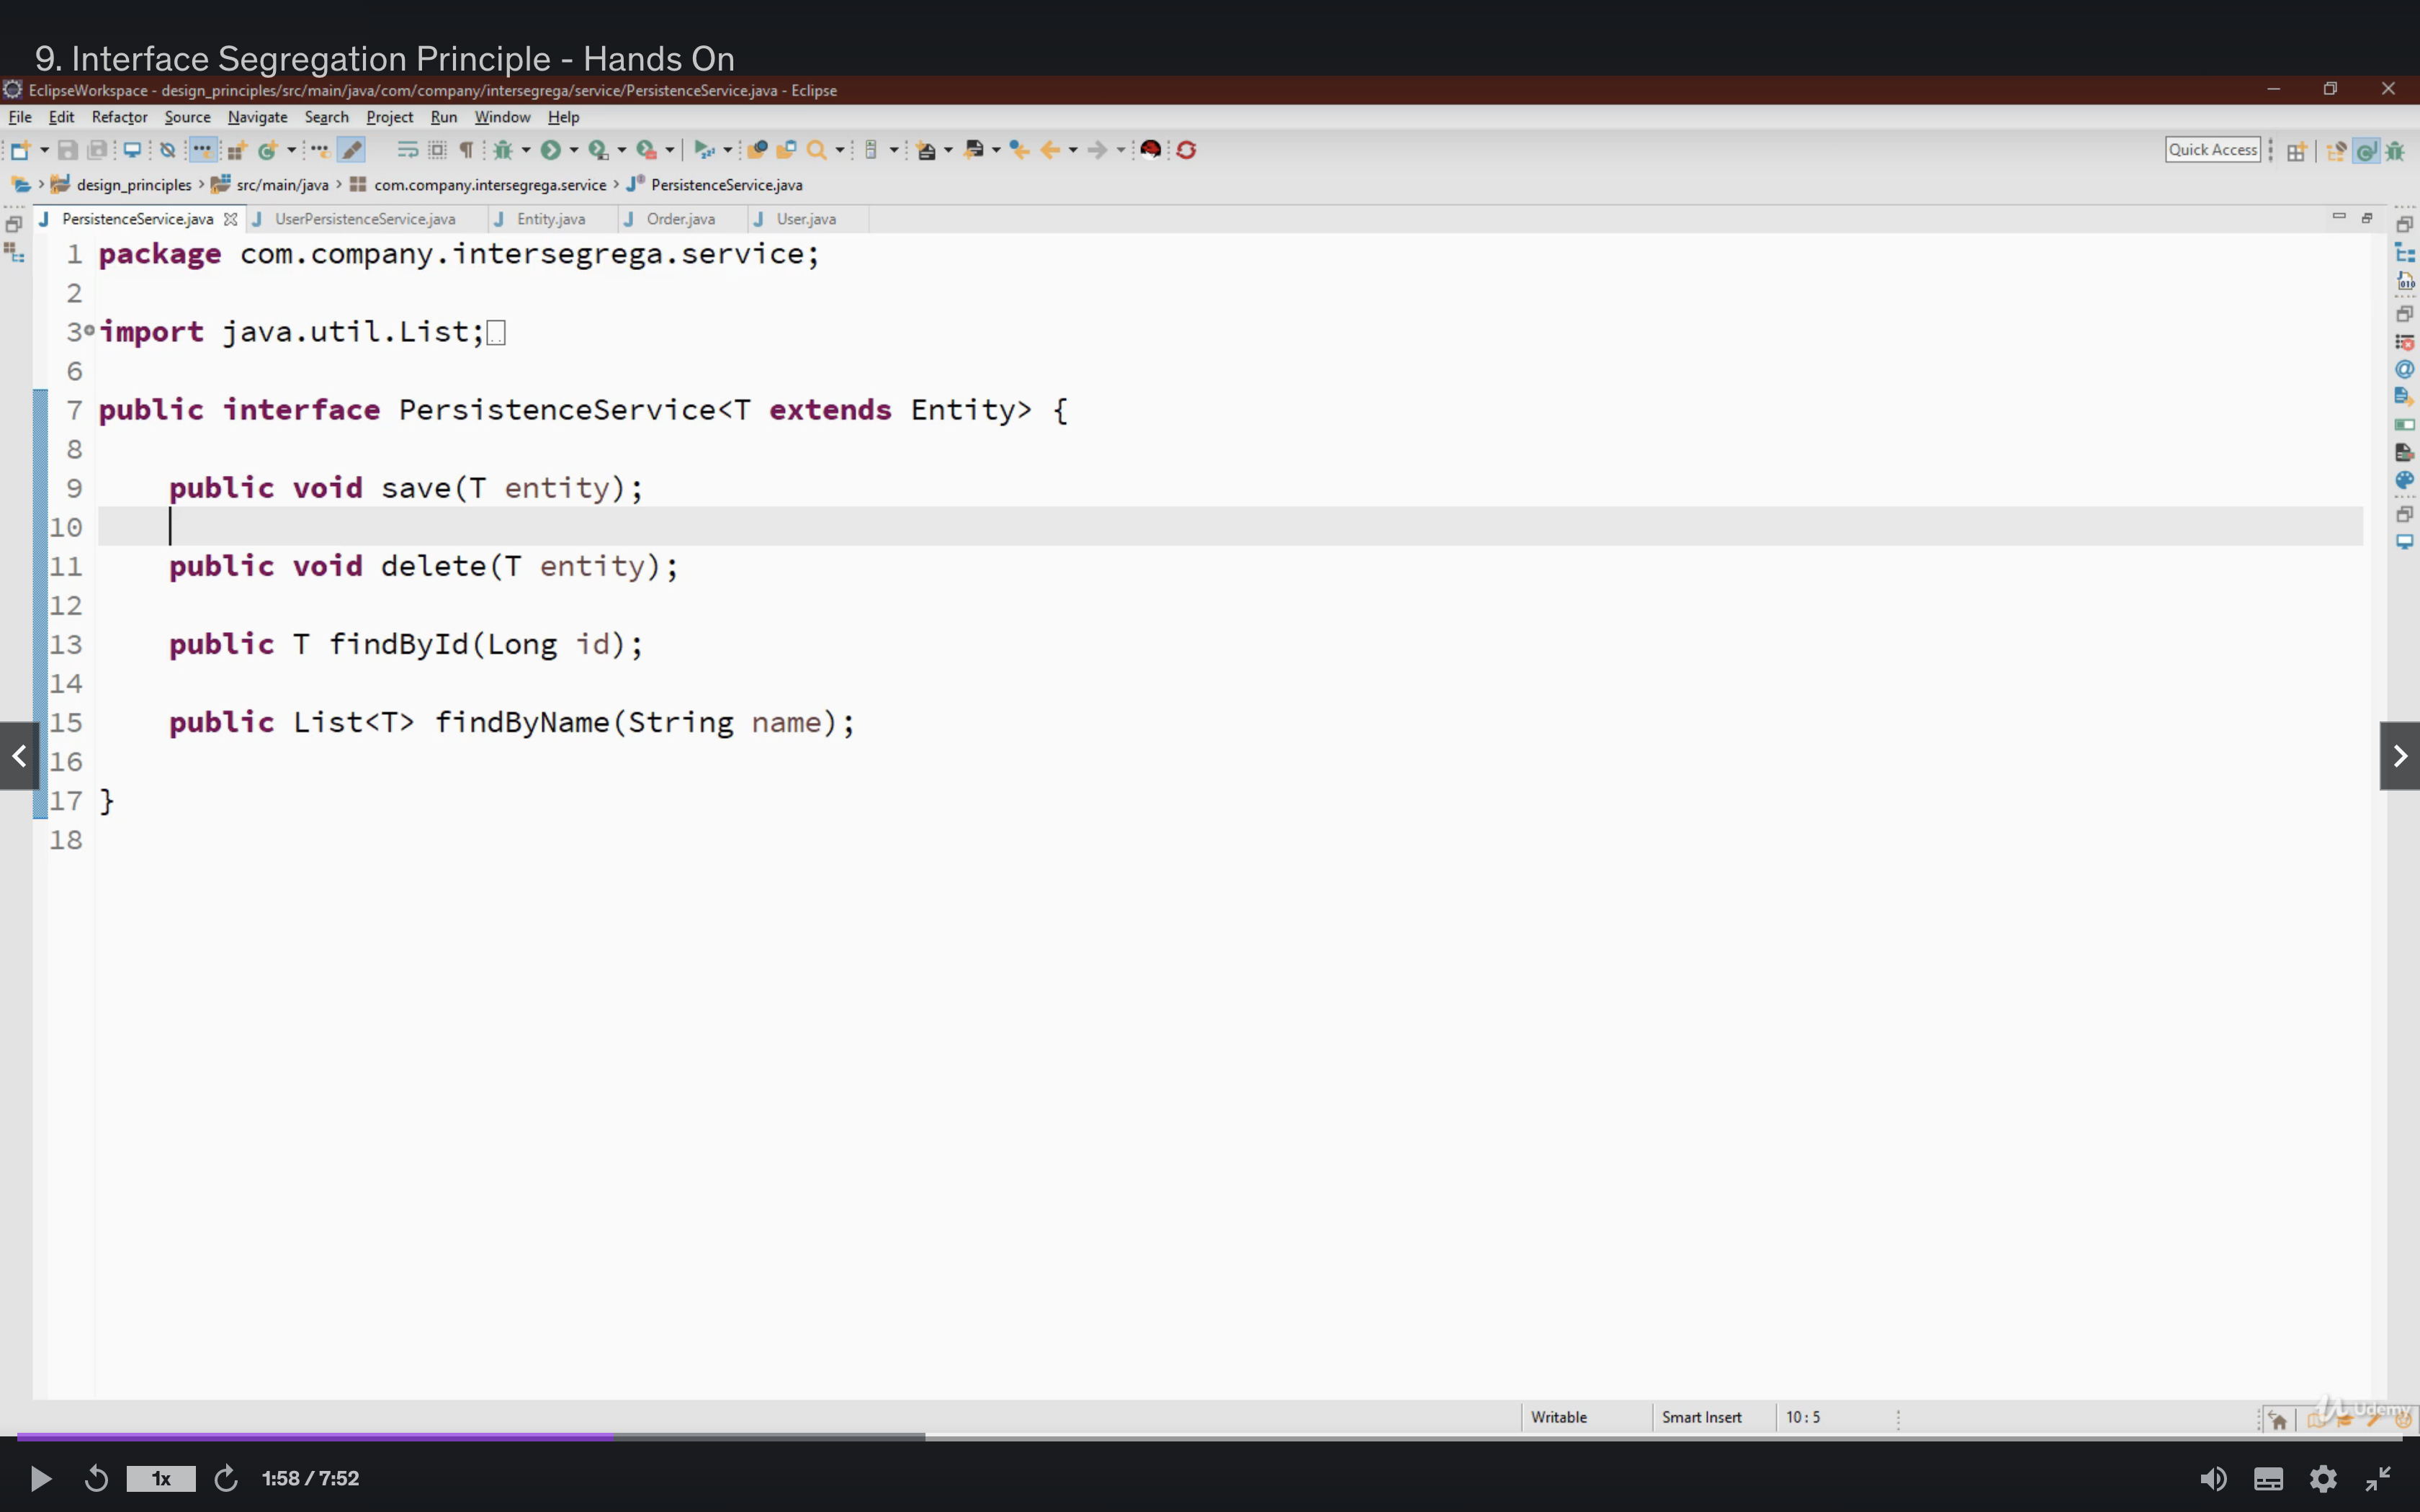 9. Interface Segregation Principle - Hands On
EclipseWorkspace - design_principles/src/main/java/com/company/intersegrega/service/PersistenceService.java - Eclipse
File Edit Refactor Source Navigate Search Project Run Window Help
Quick Access
design_principles › src/main/java › com.company.intersegrega.service › PersistenceService.java
PersistenceService.java UserPersistenceService.java Entity.java Order.java User.java
1 package com.company.intersegrega.service;
2
3 import java.util.List;
6
7 public interface PersistenceService<T extends Entity> {
8
9 public void save(T entity);
10
11 public void delete(T entity);
12
13 public T findById(Long id);
14
15 public List<T> findByName(String name);
16
17 }
18
Writable Smart Insert 10 : 5
Udemy
1x 1:58 / 7:52